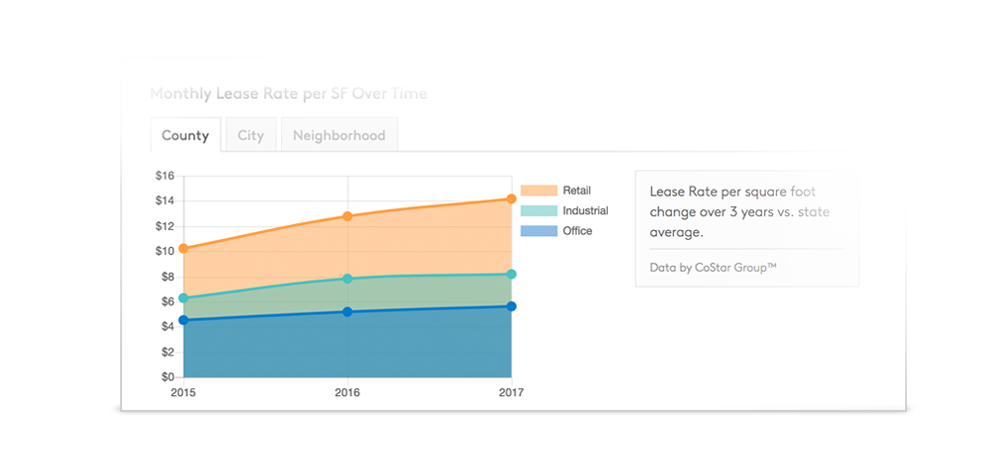 Monthly Lease Rate per SF Over Time
County City Neighborhood
$16
$14
$12
$10
$8
$6
$4
$2
$0
2015 2016 2017
Retail
Industrial
Office
Lease Rate per square foot
change over 3 years vs. state
average.
Data by CoStar Group™